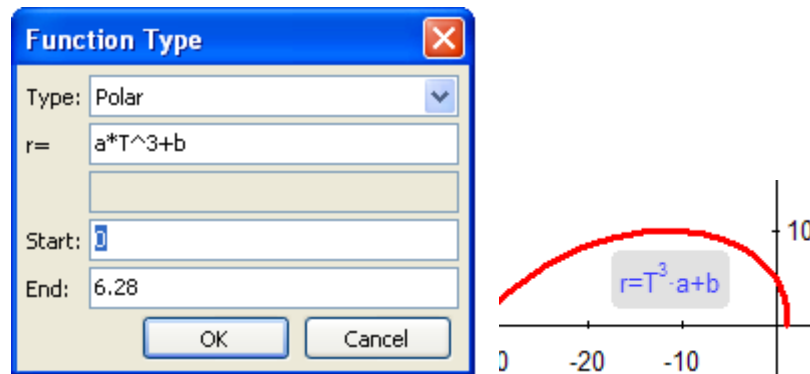 Function Type
Type: Polar
r= a*T^3+b
Start: 0
End: 6.28
OK Cancel
10
r=T³·a+b
0 -20 -10